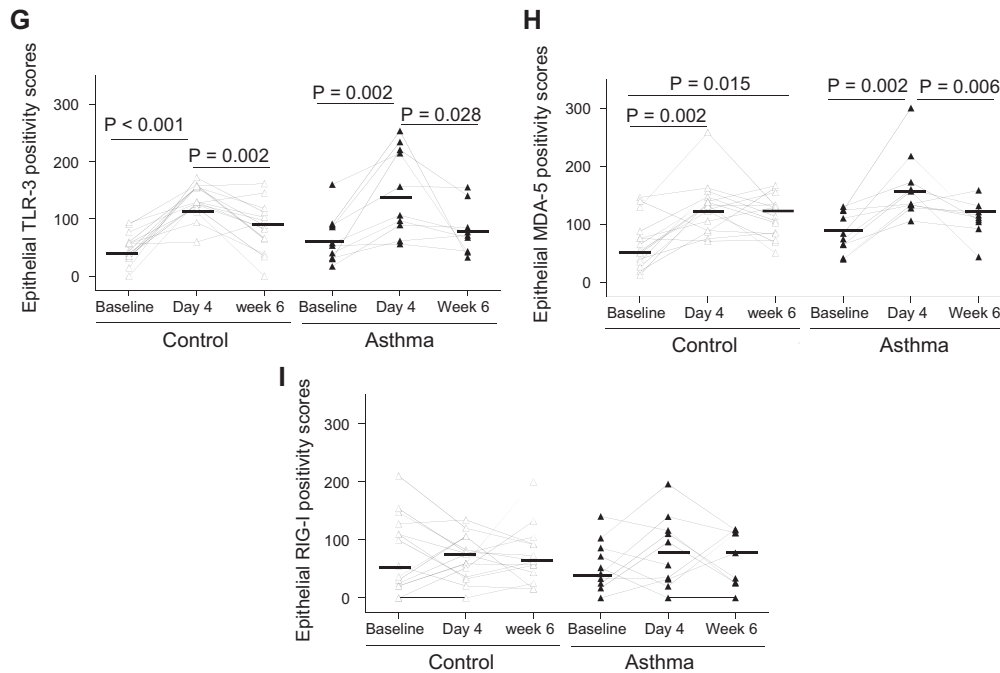 G
Epithelial TLR-3 positivity scores
300
200
100
0
P < 0.001
P = 0.002
P = 0.002
P = 0.028
Baseline Day 4 week 6 Baseline Day 4 Week 6
Control Asthma
H
Epithelial MDA-5 positivity scores
300
200
100
0
P = 0.015
P = 0.002
P = 0.002
P = 0.006
Baseline Day 4 week 6 Baseline Day 4 Week 6
Control Asthma
I
Epithelial RIG-I positivity scores
300
200
100
0
Baseline Day 4 week 6 Baseline Day 4 Week 6
Control Asthma